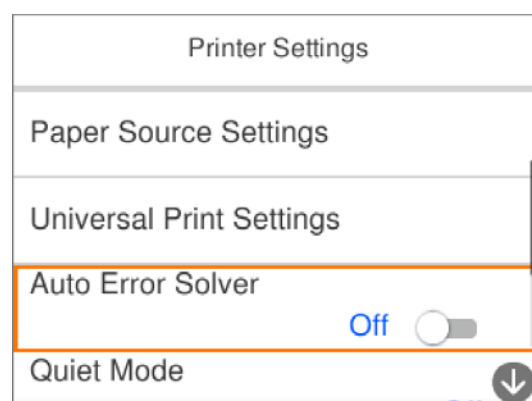 Printer Settings
Paper Source Settings
Universal Print Settings
Auto Error Solver
Off
Quiet Mode